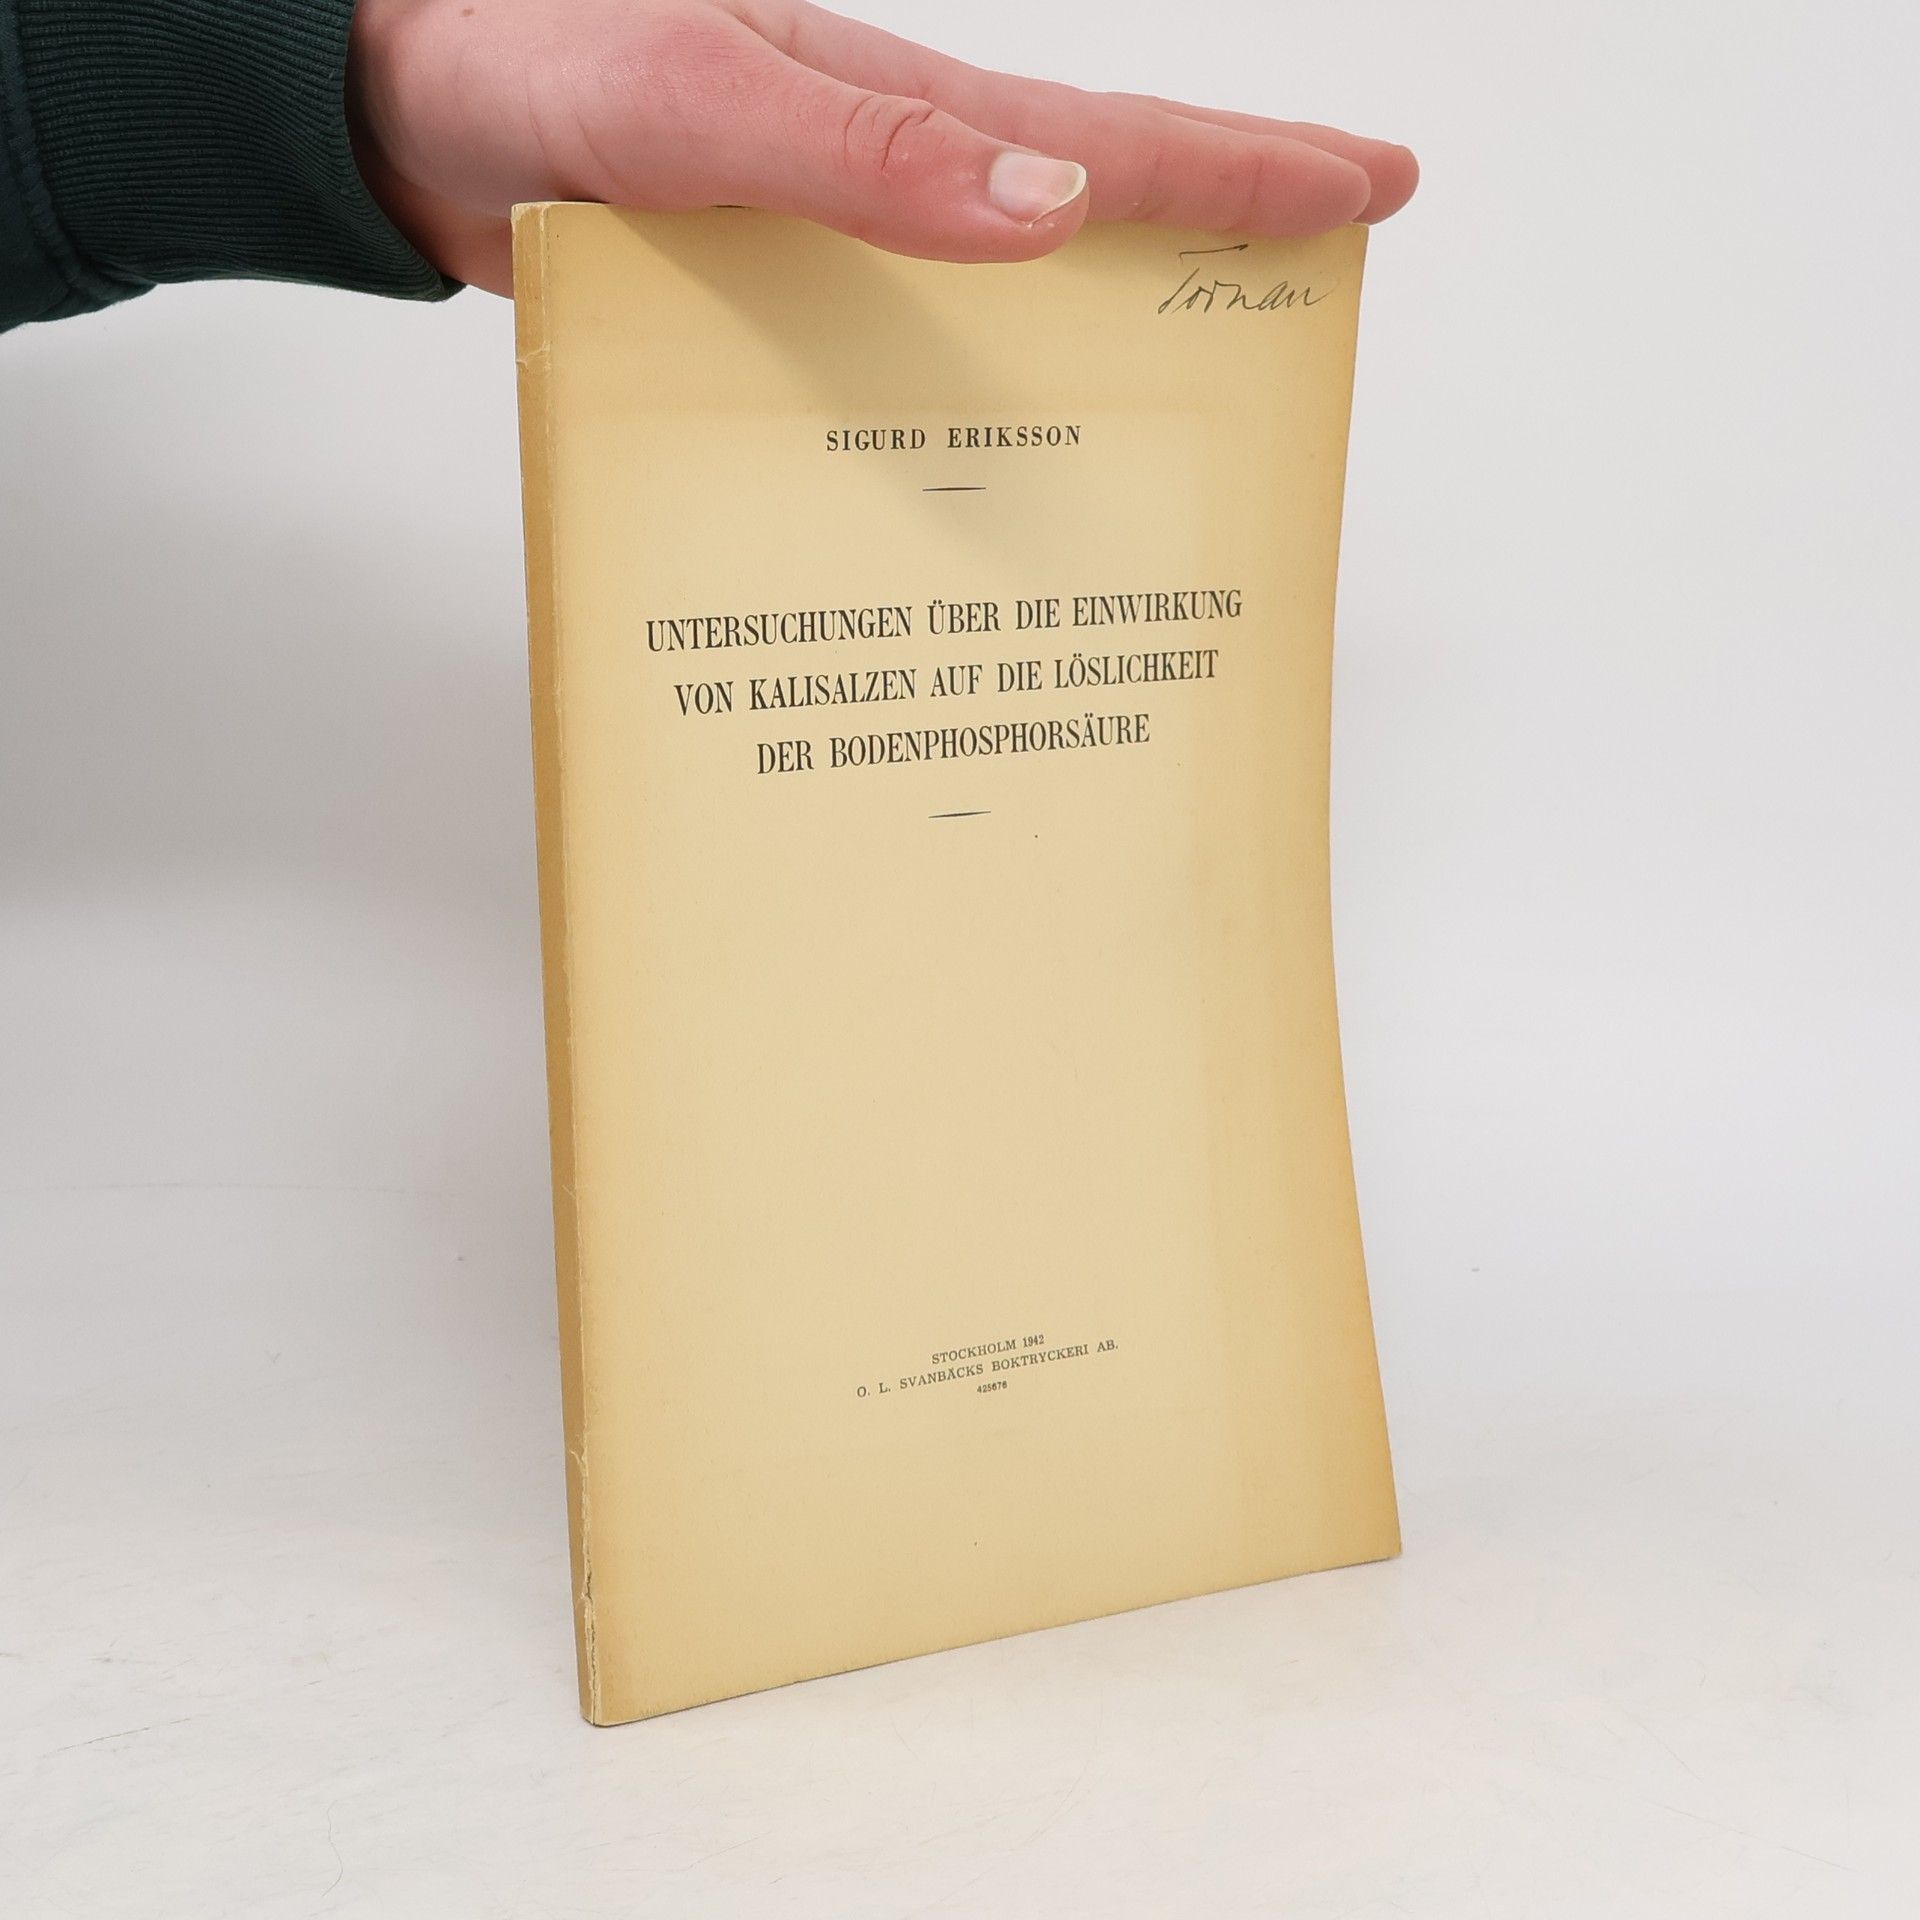 SIGURD ERIKSSON
UNTERSUCHUNGEN ÜBER DIE EINWIRKUNG
VON KALISALZEN AUF DIE LÖSLICHKEIT
DER BODENPHOSPHORSÄURE
STOCKHOLM 1942
O. L. SVANBÄCKS BOKTRYCKERI AB.
425676